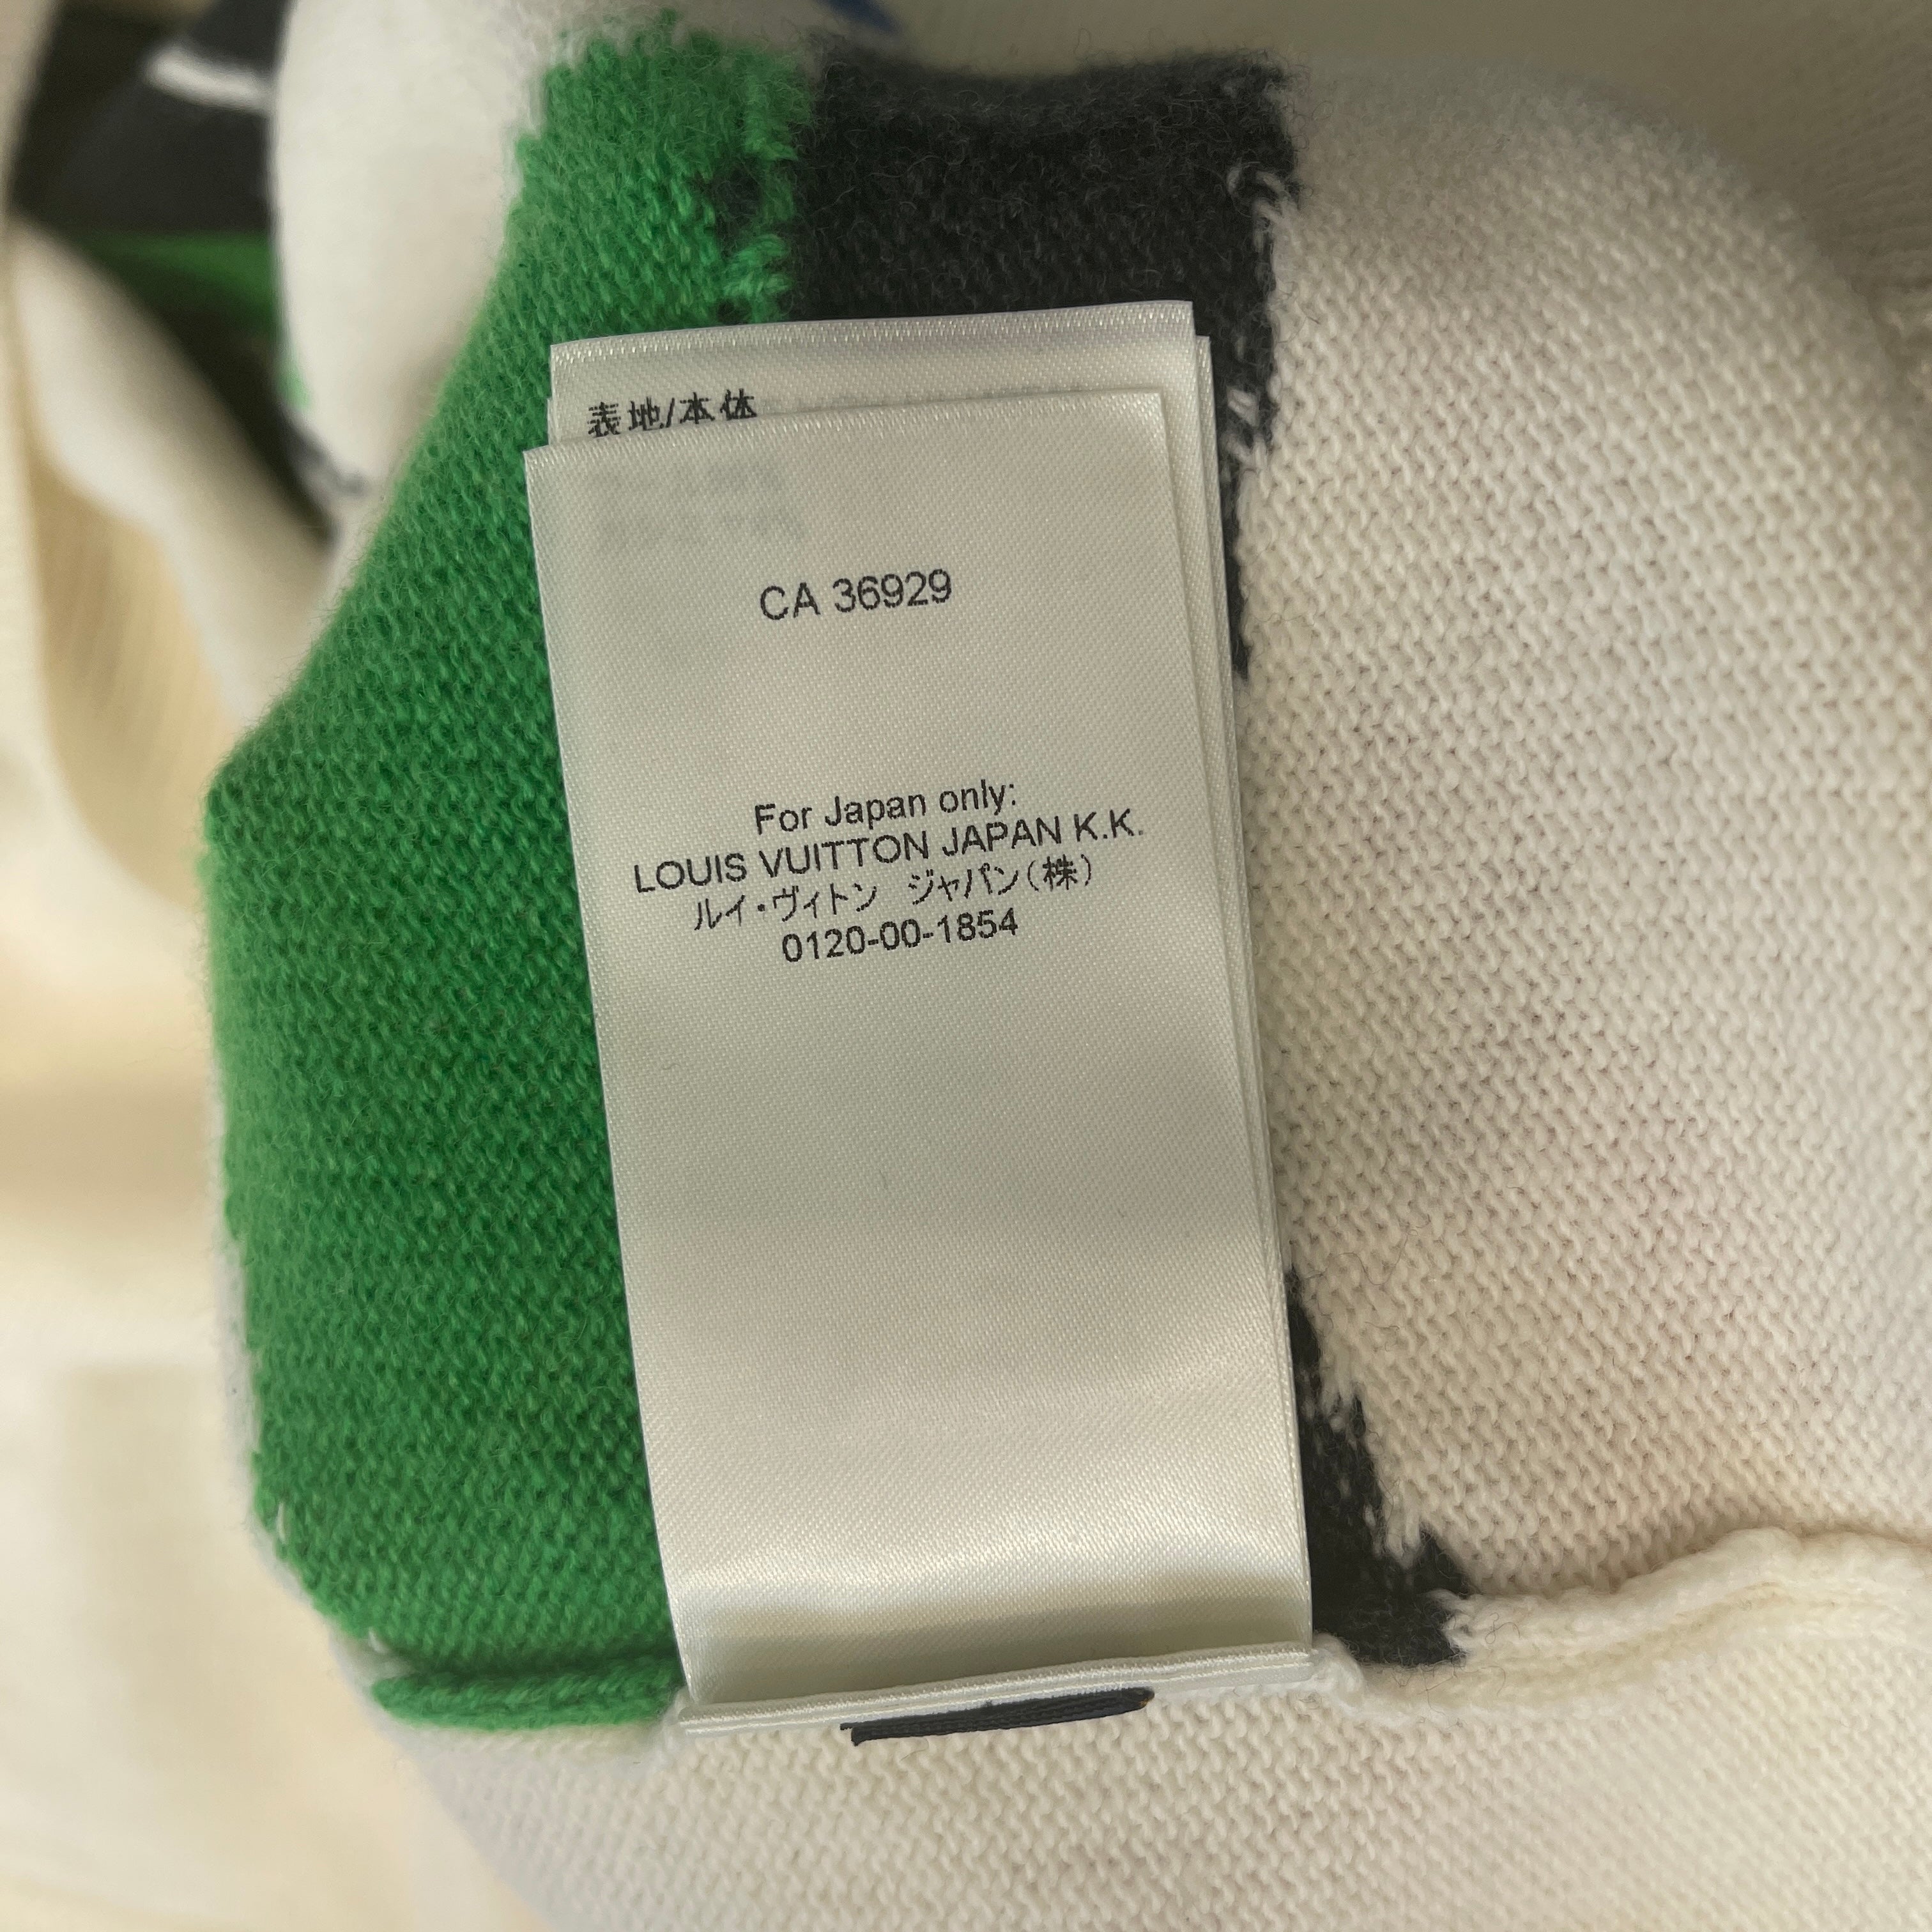 表地/本体
CA 36929
For Japan only:
LOUIS VUITTON JAPAN K.K.
ルイ・ヴィトン ジャパン(株)
0120-00-1854